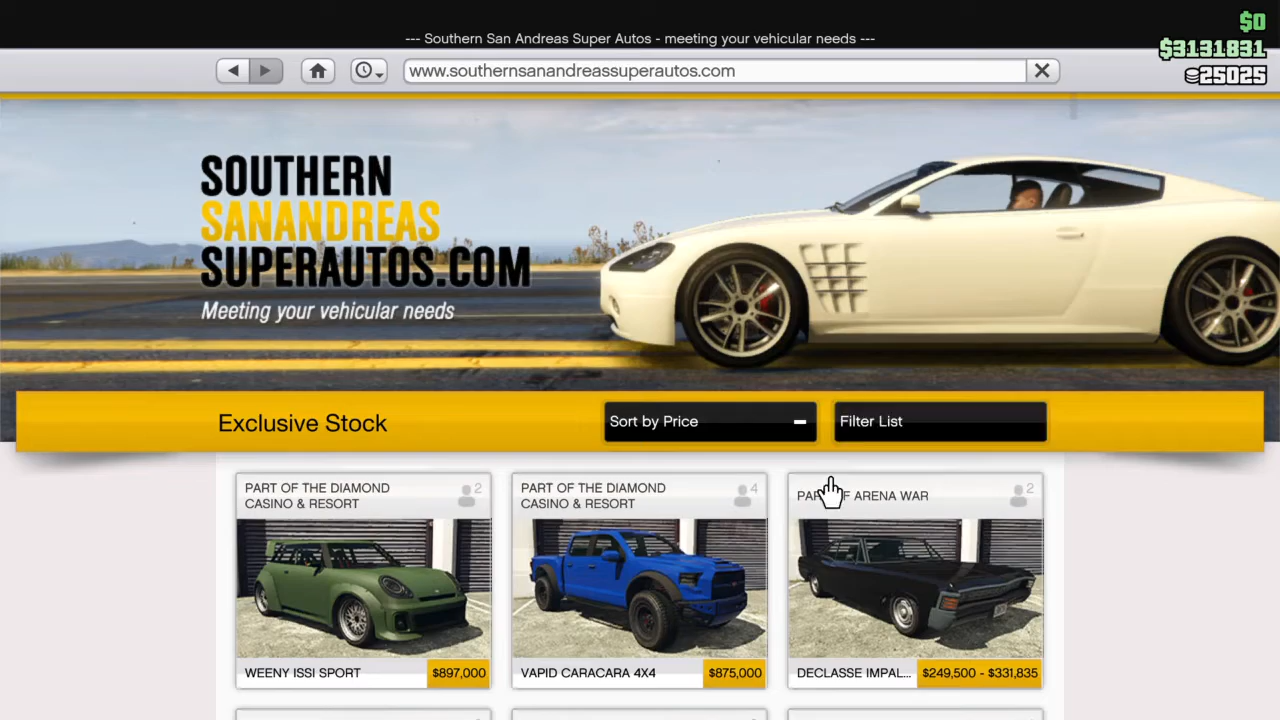 $0
--- Southern San Andreas Super Autos - meeting your vehicular needs ---
$3131831
www.southernsanandreassuperautos.com
25025
SOUTHERN
SANANDREAS
SUPERAUTOS.COM
Meeting your vehicular needs
Exclusive Stock
Sort by Price
Filter List
PART OF THE DIAMOND
CASINO & RESORT
2
WEENY ISSI SPORT
$897,000
PART OF THE DIAMOND
CASINO & RESORT
4
VAPID CARACARA 4X4
$875,000
PART OF ARENA WAR
2
DECLASSE IMPAL...
$249,500 - $331,835